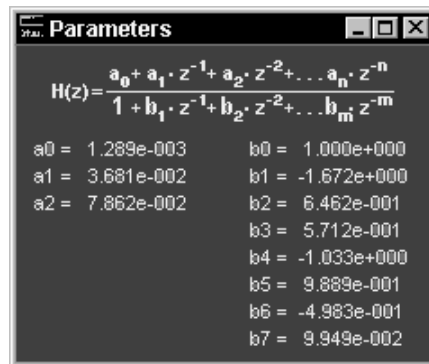 Parameters
H(z)= a0+ a1· z^-1+ a2· z^-2+...an· z^-n
1 + b1· z^-1+b2· z^-2+...bm· z^-m
a0 = 1.289e-003 b0 = 1.000e+000
a1 = 3.681e-002 b1 = -1.672e+000
a2 = 7.862e-002 b2 = 6.462e-001
b3 = 5.712e-001
b4 = -1.033e+000
b5 = 9.889e-001
b6 = -4.983e-001
b7 = 9.949e-002